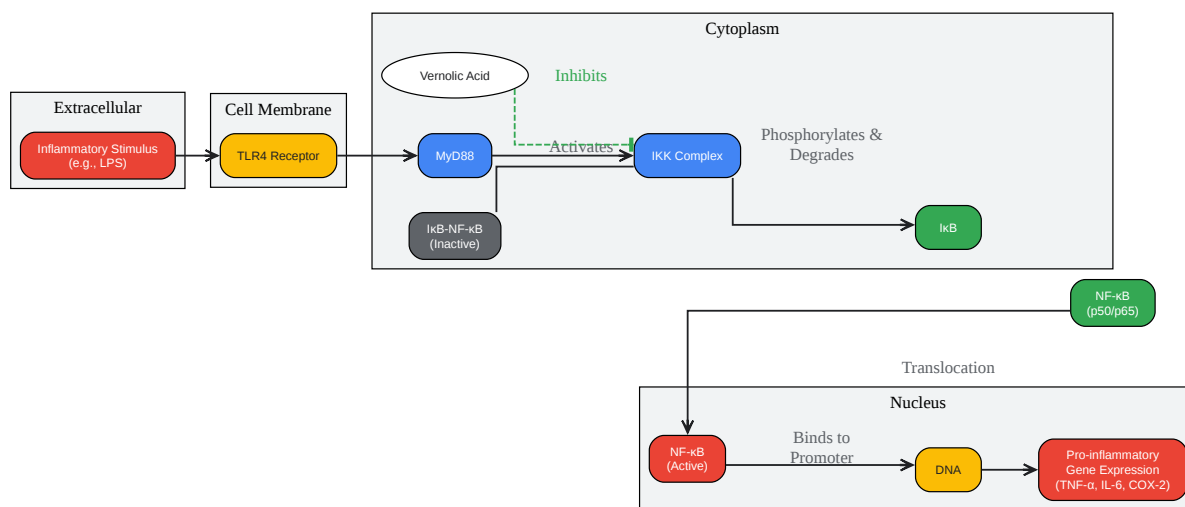 Cytoplasm
Vernolic Acid
Inhibits
Extracellular
Cell Membrane
Inflammatory Stimulus
(e.g., LPS)
TLR4 Receptor
MyD88
Activates
IKK Complex
Phosphorylates &
Degrades
IκB-NF-κB
(Inactive)
IκB
NF-κB
(p50/p65)
Translocation
Nucleus
NF-κB
(Active)
Binds to
Promoter
DNA
Pro-inflammatory
Gene Expression
(TNF-α, IL-6, COX-2)